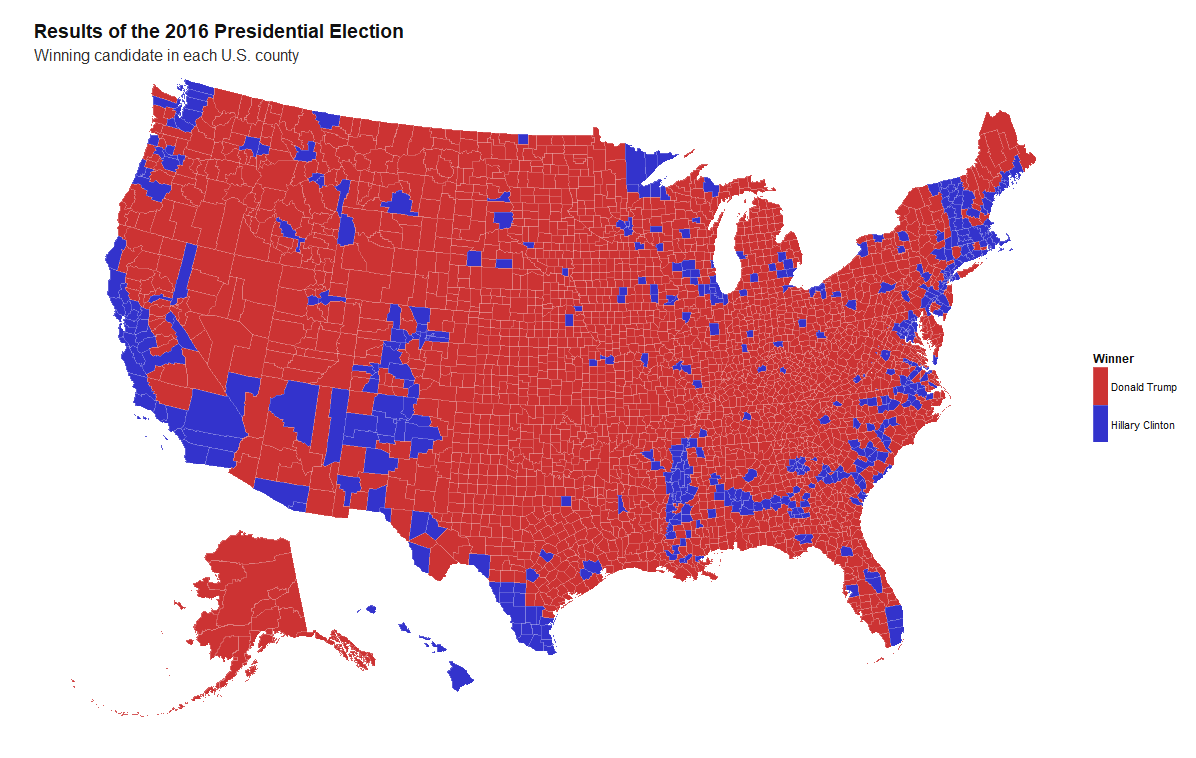 Results of the 2016 Presidential Election
Winning candidate in each U.S. county
Winner
Donald Trump
Hillary Clinton